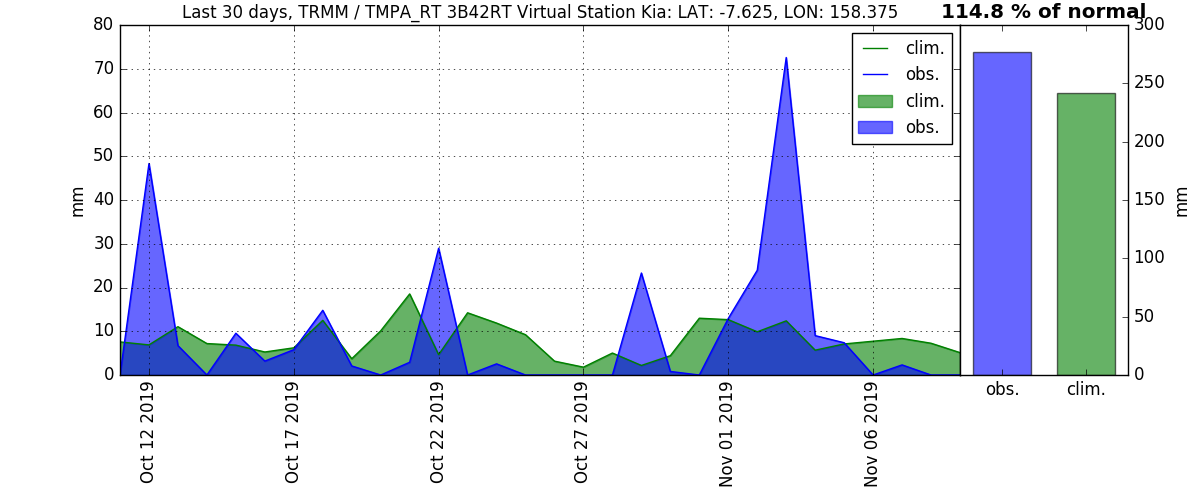 Last 30 days, TRMM / TMPA_RT 3B42RT Virtual Station Kia: LAT: -7.625, LON: 158.375
114.8 % of normal
80
70
60
50
40
30
20
10
0
mm
clim.
obs.
clim.
obs.
Oct 12 2019
Oct 17 2019
Oct 22 2019
Oct 27 2019
Nov 01 2019
Nov 06 2019
300
250
200
150
100
50
0
mm
obs.
clim.